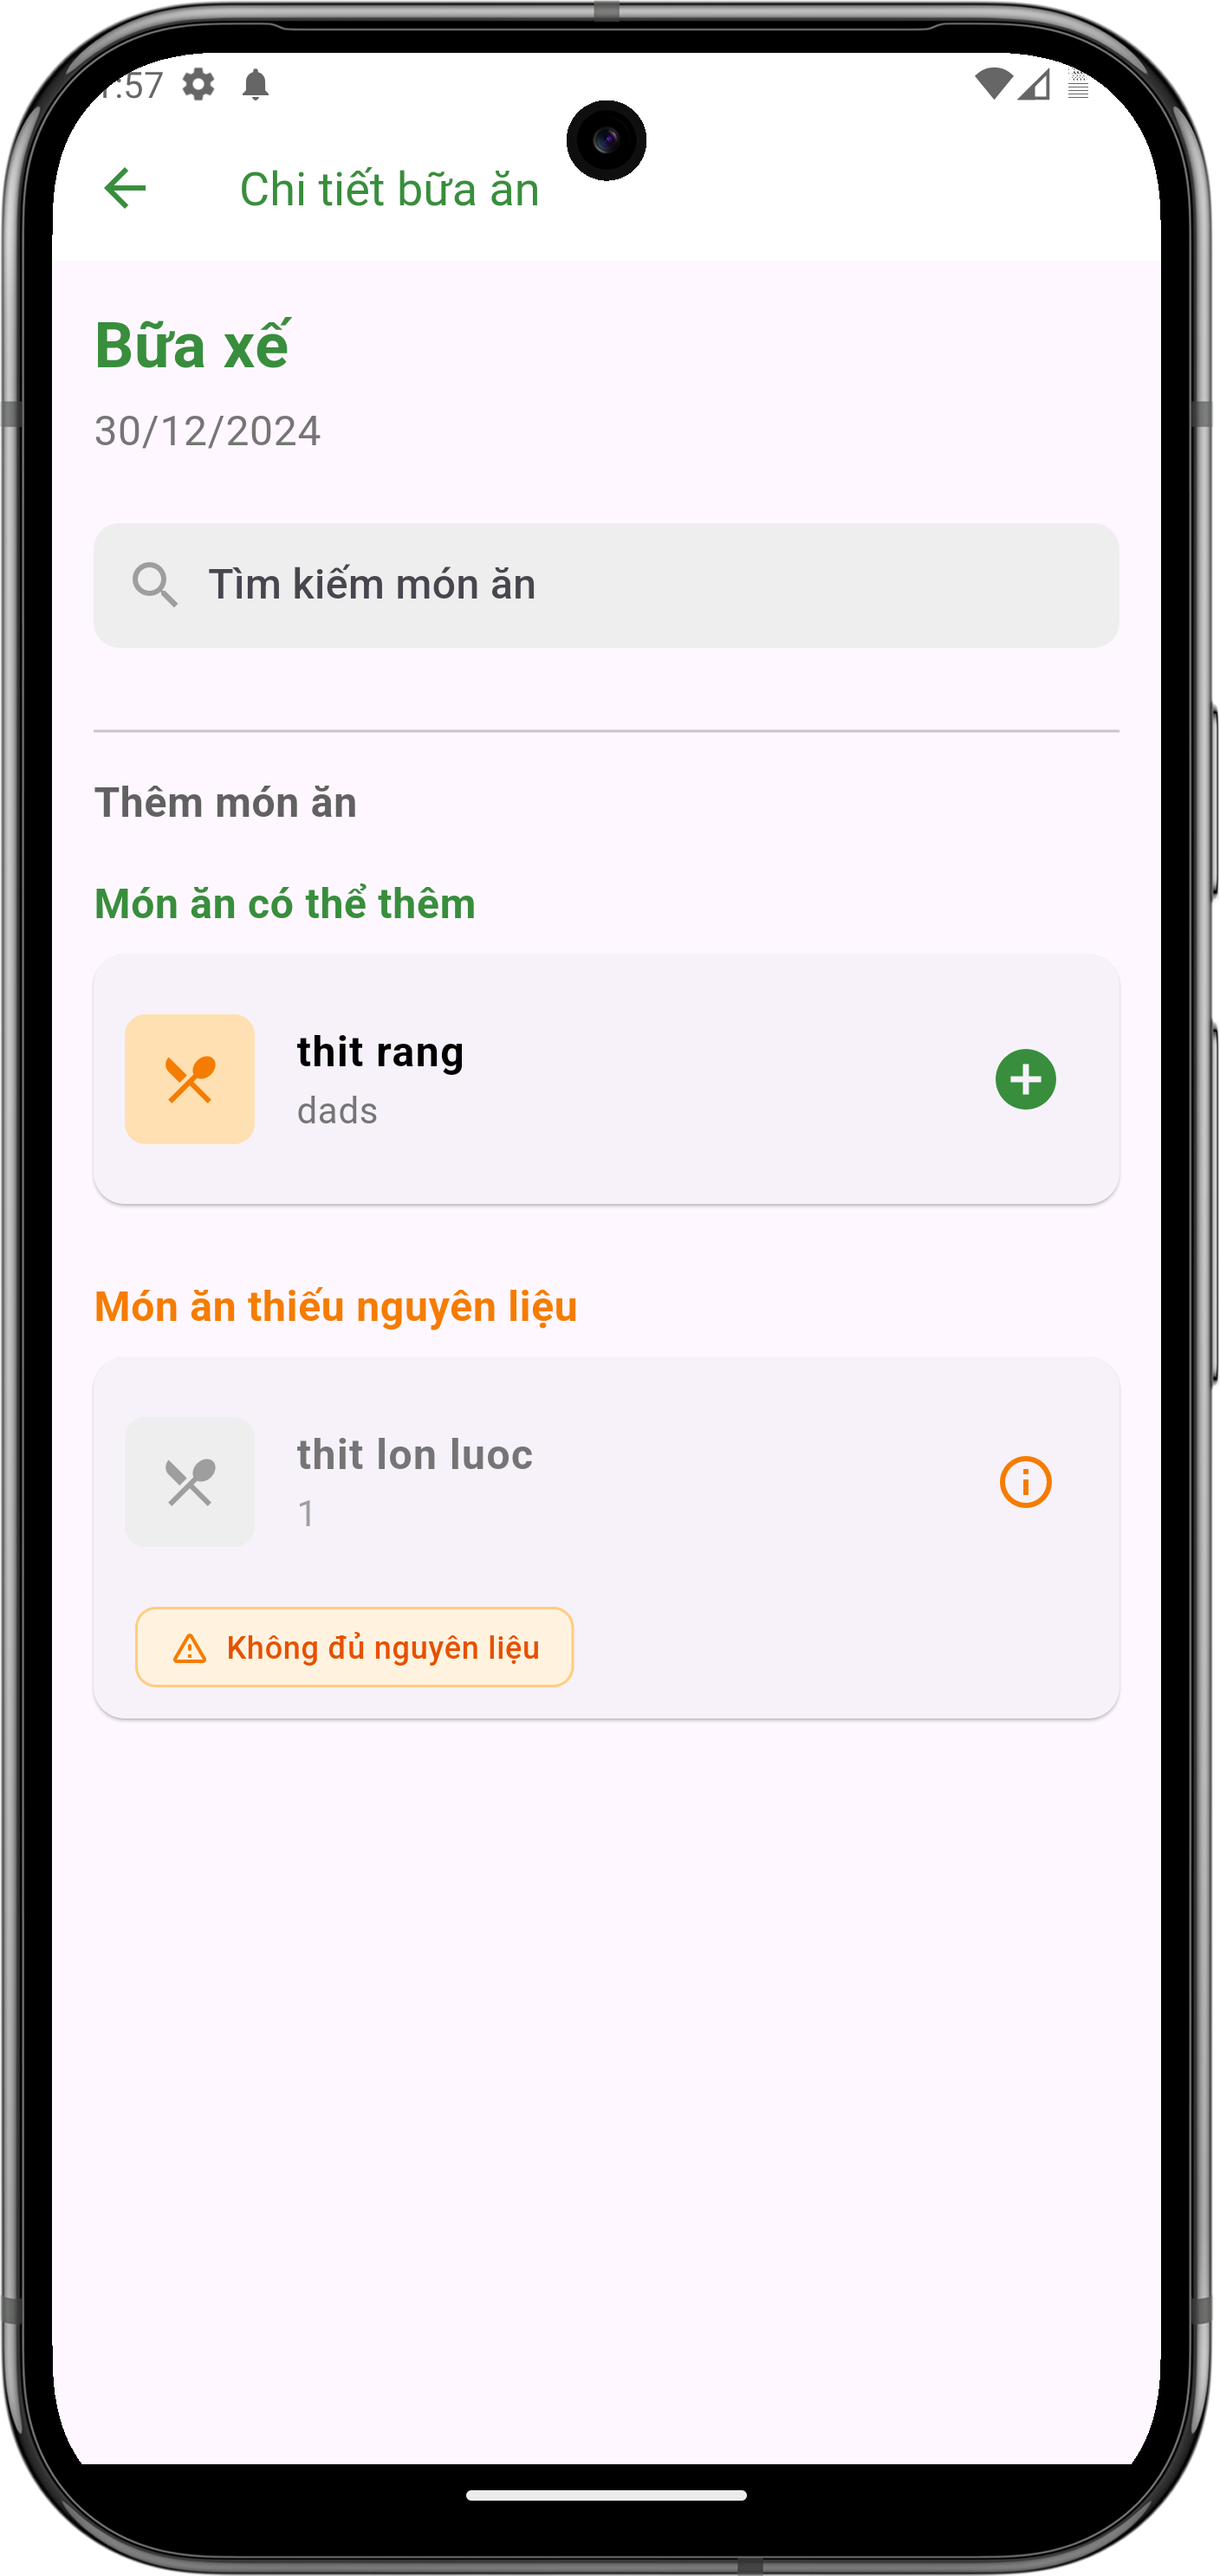 :57
Chi tiết bữa ăn
Bữa xế
30/12/2024
Tìm kiếm món ăn
Thêm món ăn
Món ăn có thể thêm
thit rang
dads
Món ăn thiếu nguyên liệu
thit lon luoc
1
Không đủ nguyên liệu